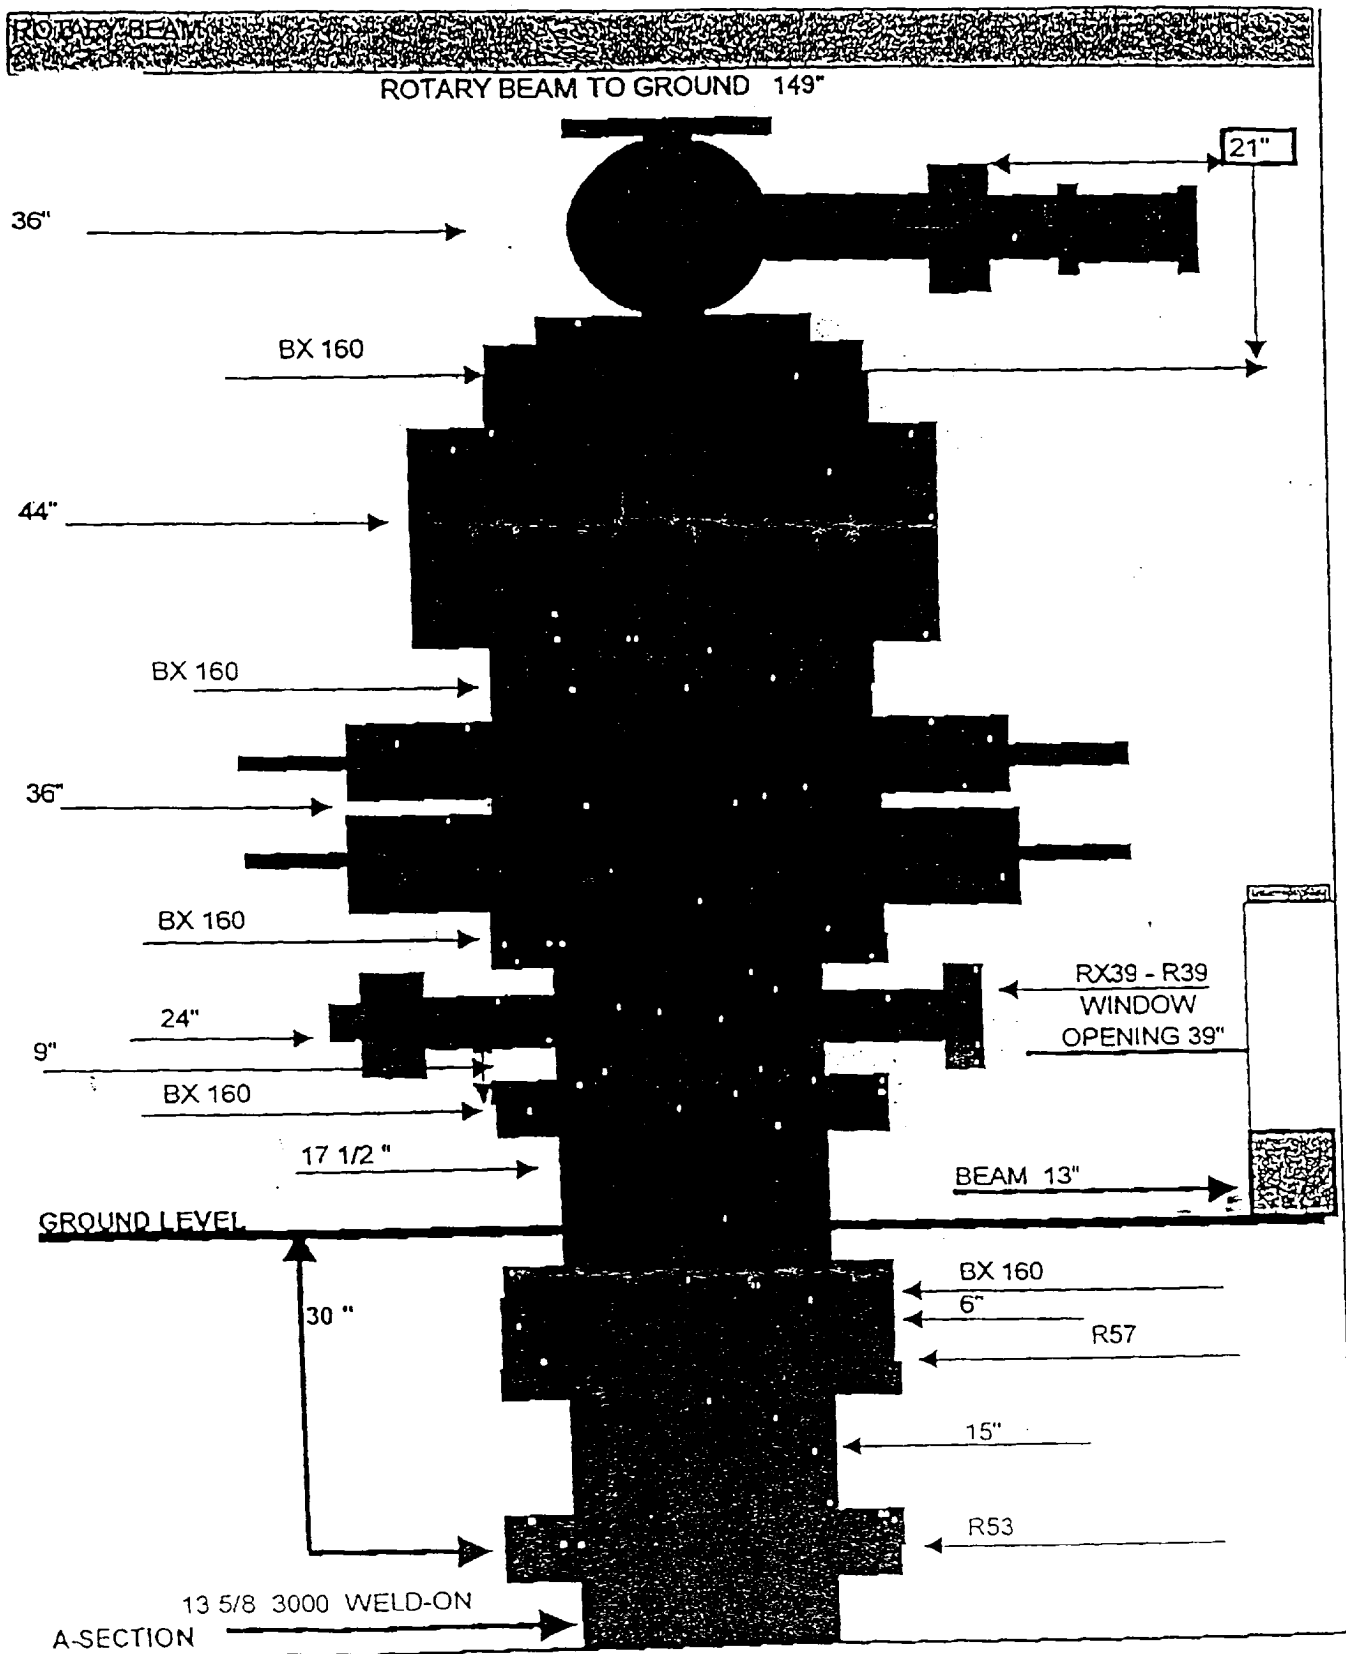 ROTARY BEAM
ROTARY BEAM TO GROUND 149"
21"
36"
BX 160
44"
BX 160
36"
BX 160
RX39 - R39
WINDOW
OPENING 39"
24"
9"
BX 160
17 1/2 "
BEAM 13"
GROUND LEVEL
BX 160
6"
30 "
R57
15"
R53
13 5/8 3000 WELD-ON
A-SECTION